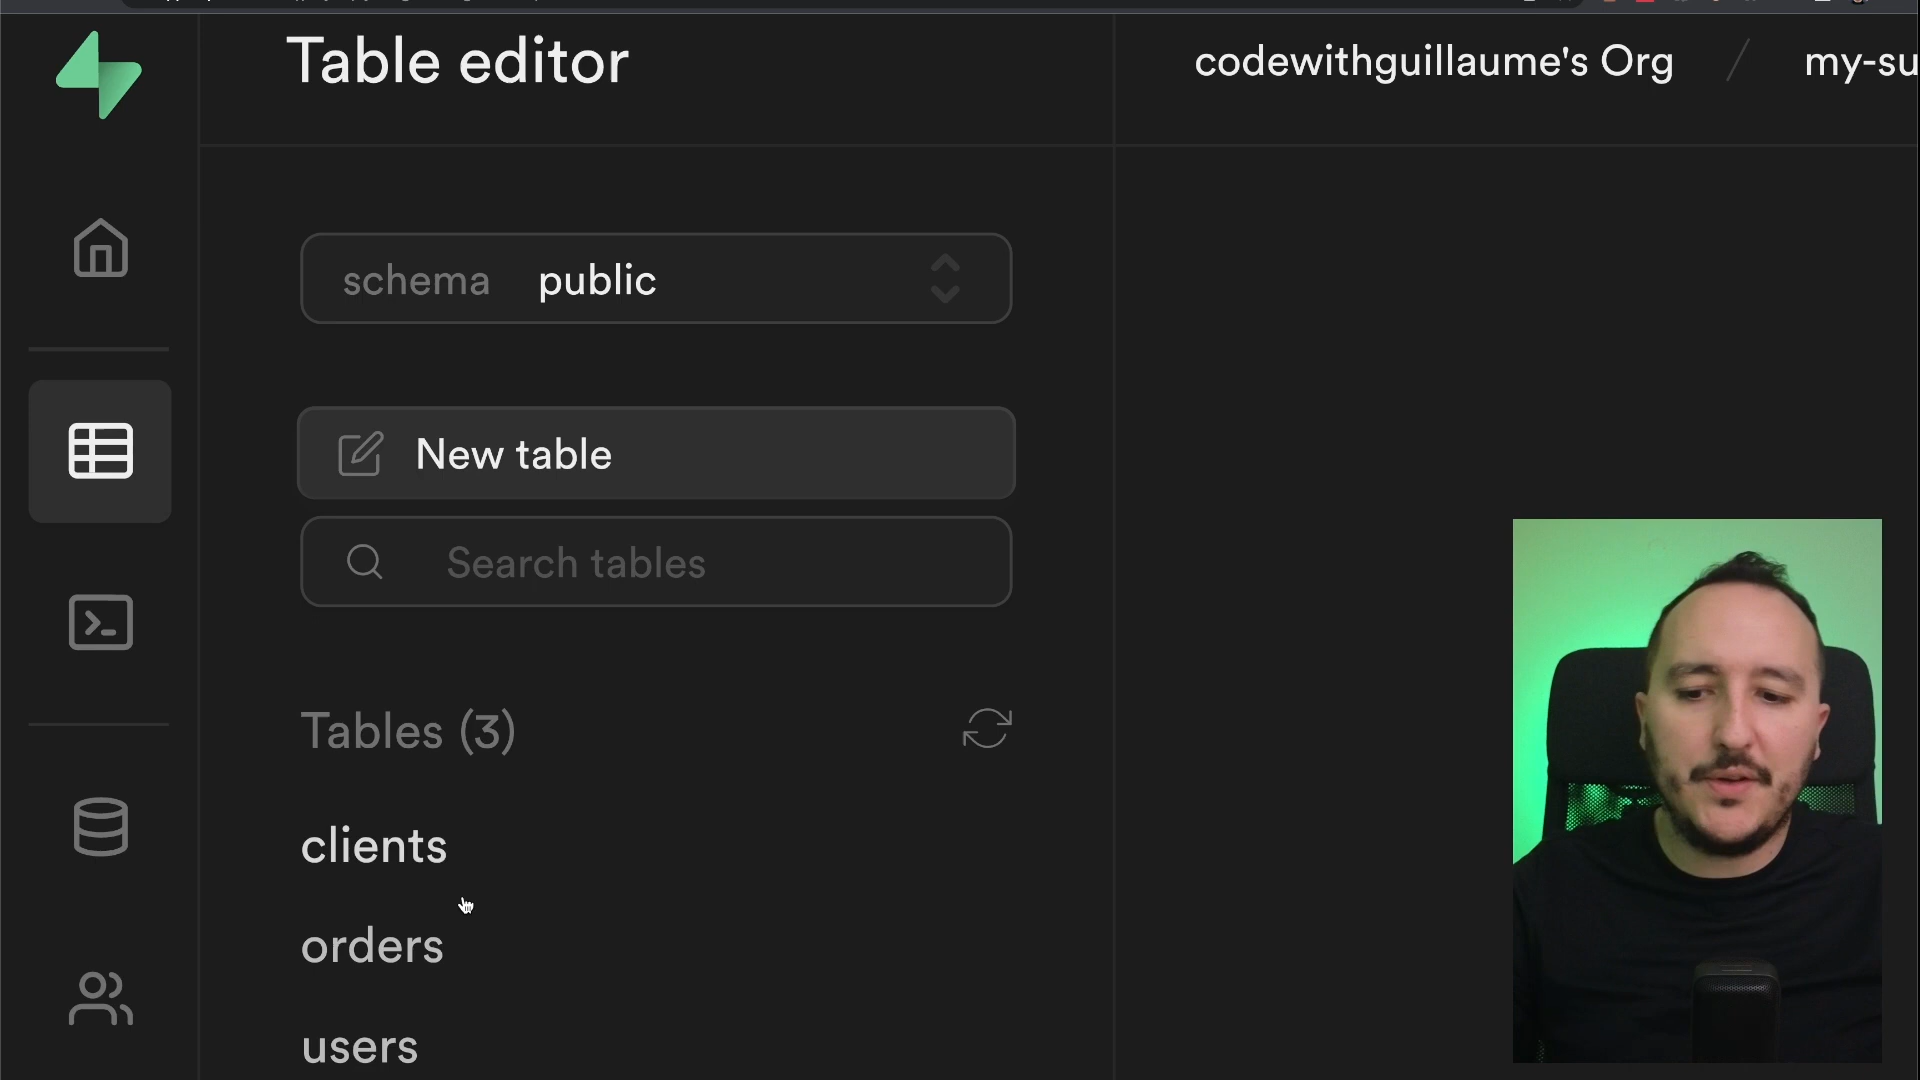 Table editor
codewithguillaume's Org / my-su
schema public
New table
Search tables
Tables (3)
clients
orders
users